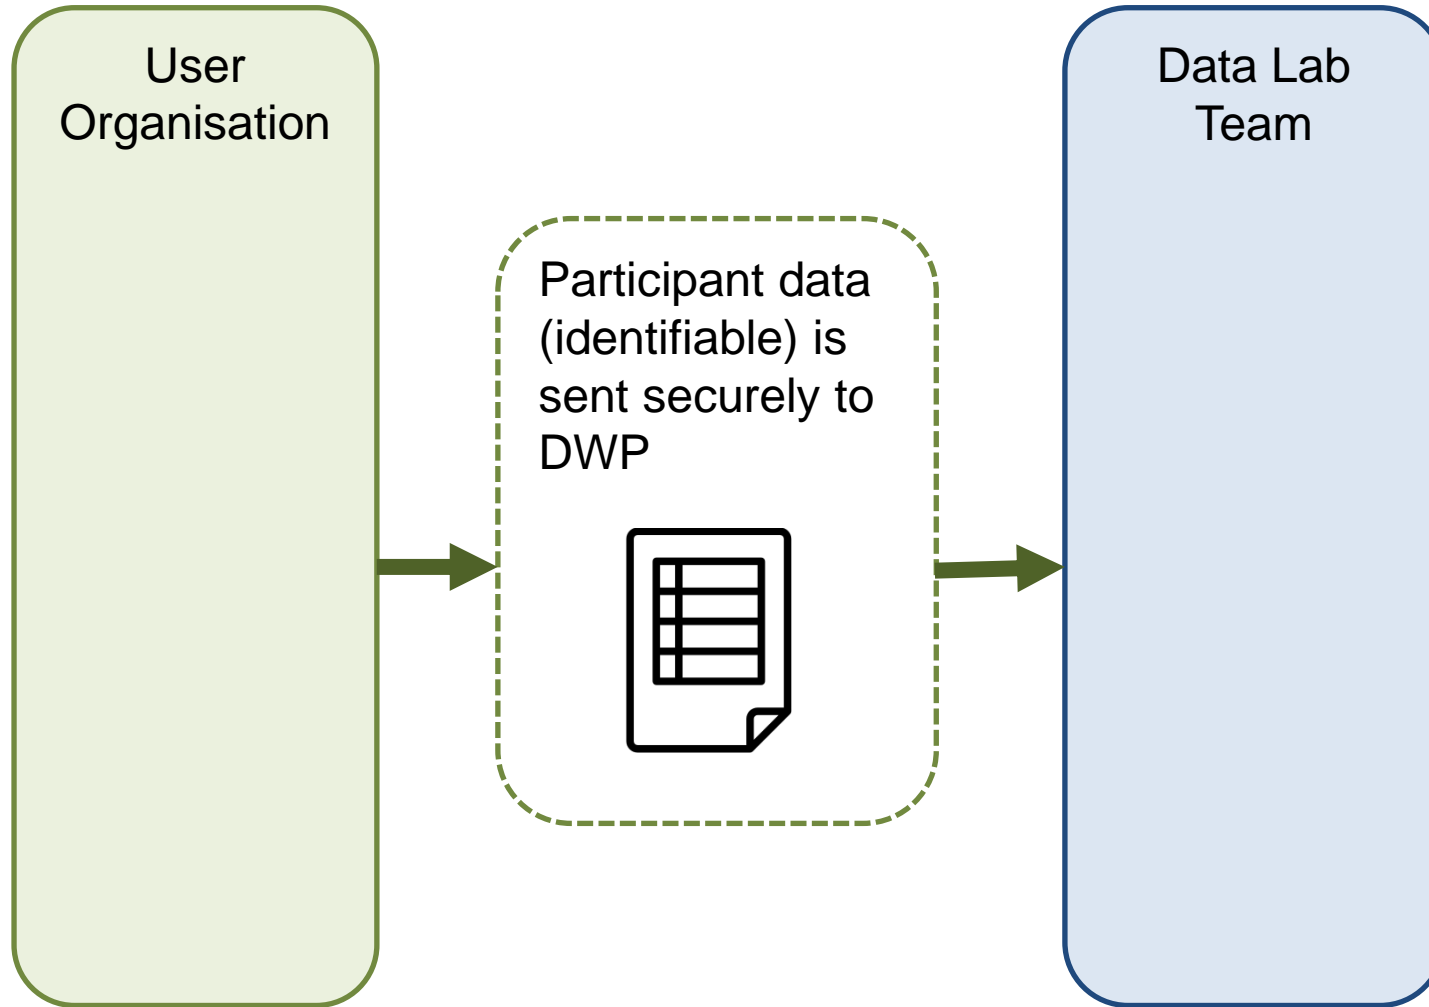 User
Organisation
Participant data
(identifiable) is
sent securely to
DWP
Data Lab
Team